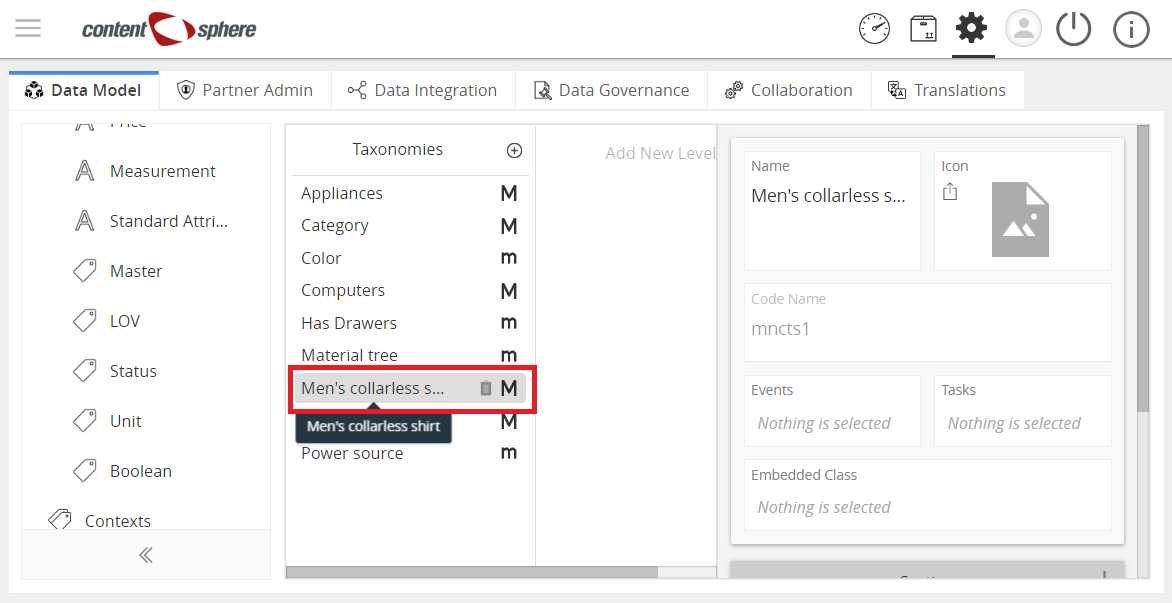 content sphere
Data Model
Partner Admin
Data Integration
Data Governance
Collaboration
Translations
Price
Measurement
Standard Attri...
Master
LOV
Status
Unit
Boolean
Contexts
Taxonomies
Appliances M
Category M
Color m
Computers M
Has Drawers m
Material tree m
Men's collarless s... M
Men's collarless shirt
M
Power source m
Add New Level
Name
Men's collarless s...
Icon
Code Name
mncts1
Events
Nothing is selected
Tasks
Nothing is selected
Embedded Class
Nothing is selected